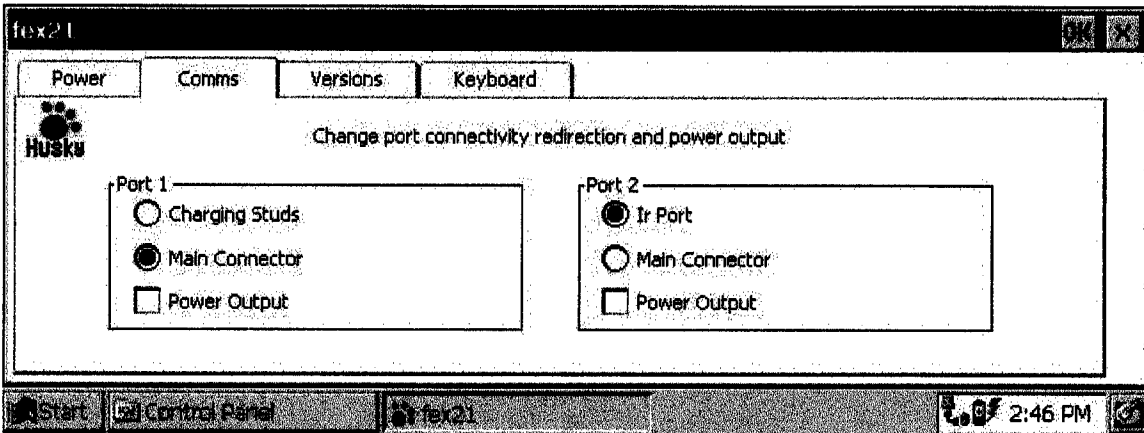 fex21
OK X
Power Comms Versions Keyboard
Husky
Change port connectivity redirection and power output
Port 1 Port 2
Charging Studs Ir Port
Main Connector Main Connector
Power Output Power Output
Start Control Panel fex21 2:46 PM